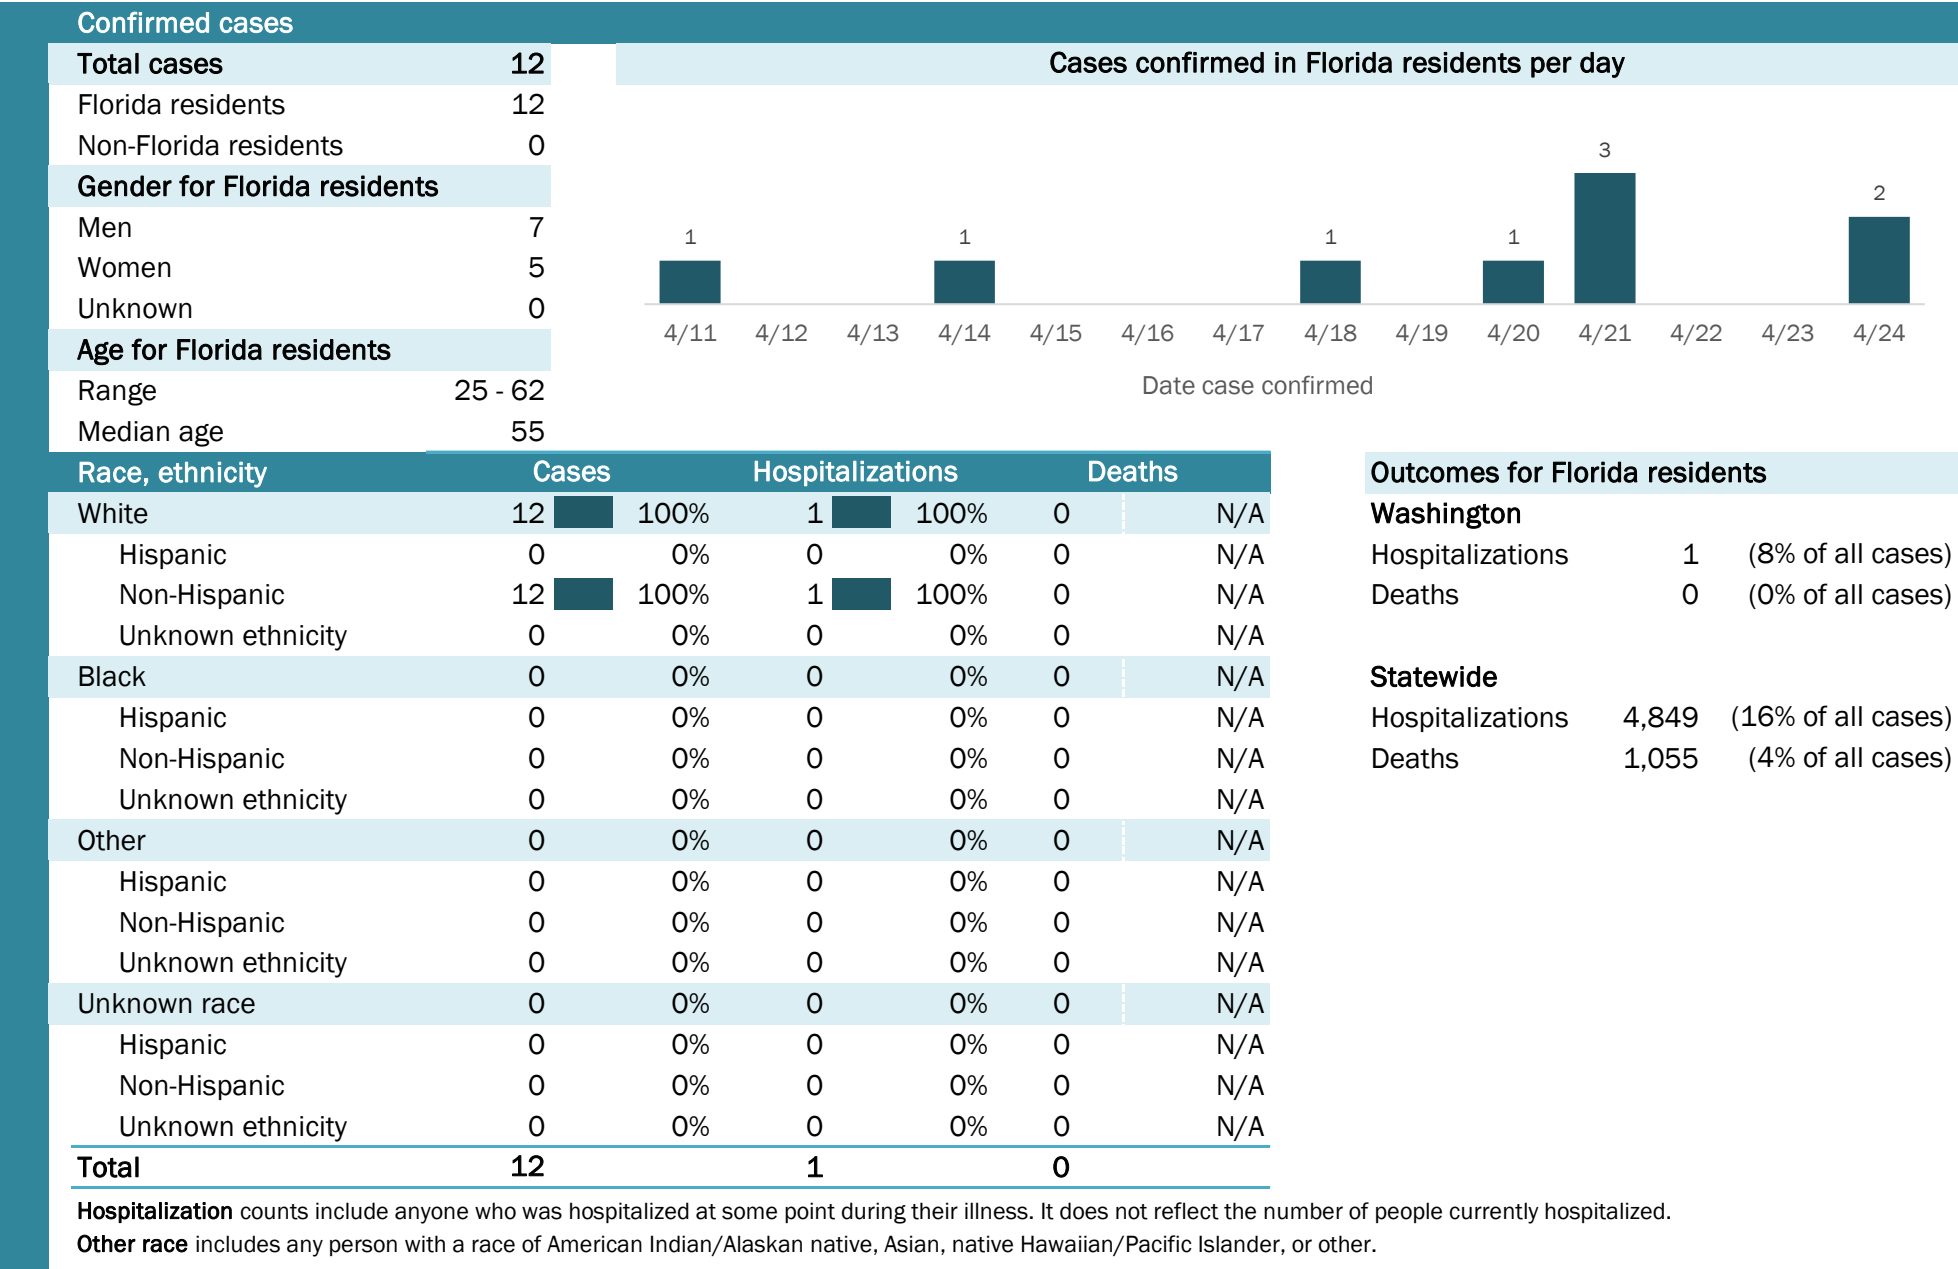 Confirmed cases
Total cases 12
Florida residents 12
Non-Florida residents 0
Gender for Florida residents
Men 7
Women 5
Unknown 0
Age for Florida residents
Range 25 - 62
Median age 55
Cases confirmed in Florida residents per day
1 1 1 1 3 2
4/11 4/12 4/13 4/14 4/15 4/16 4/17 4/18 4/19 4/20 4/21 4/22 4/23 4/24
Date case confirmed
Race, ethnicity Cases Hospitalizations Deaths
White 12 100% 1 100% 0 N/A
Hispanic 0 0% 0 0% 0 N/A
Non-Hispanic 12 100% 1 100% 0 N/A
Unknown ethnicity 0 0% 0 0% 0 N/A
Black 0 0% 0 0% 0 N/A
Hispanic 0 0% 0 0% 0 N/A
Non-Hispanic 0 0% 0 0% 0 N/A
Unknown ethnicity 0 0% 0 0% 0 N/A
Other 0 0% 0 0% 0 N/A
Hispanic 0 0% 0 0% 0 N/A
Non-Hispanic 0 0% 0 0% 0 N/A
Unknown ethnicity 0 0% 0 0% 0 N/A
Unknown race 0 0% 0 0% 0 N/A
Hispanic 0 0% 0 0% 0 N/A
Non-Hispanic 0 0% 0 0% 0 N/A
Unknown ethnicity 0 0% 0 0% 0 N/A
Total 12 1 0
Outcomes for Florida residents
Washington
Hospitalizations 1 (8% of all cases)
Deaths 0 (0% of all cases)
Statewide
Hospitalizations 4,849 (16% of all cases)
Deaths 1,055 (4% of all cases)
Hospitalization counts include anyone who was hospitalized at some point during their illness. It does not reflect the number of people currently hospitalized.
Other race includes any person with a race of American Indian/Alaskan native, Asian, native Hawaiian/Pacific Islander, or other.